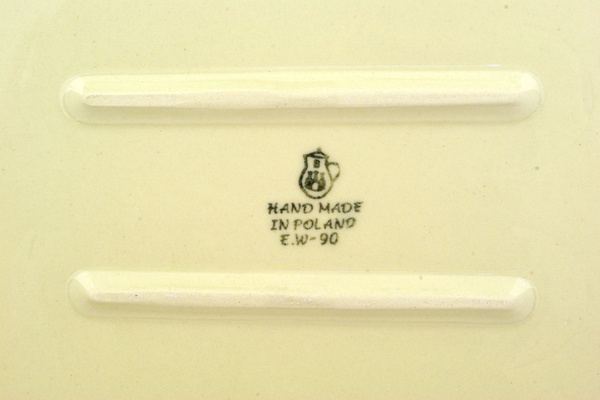 B
HAND MADE
IN POLAND
E.W-90